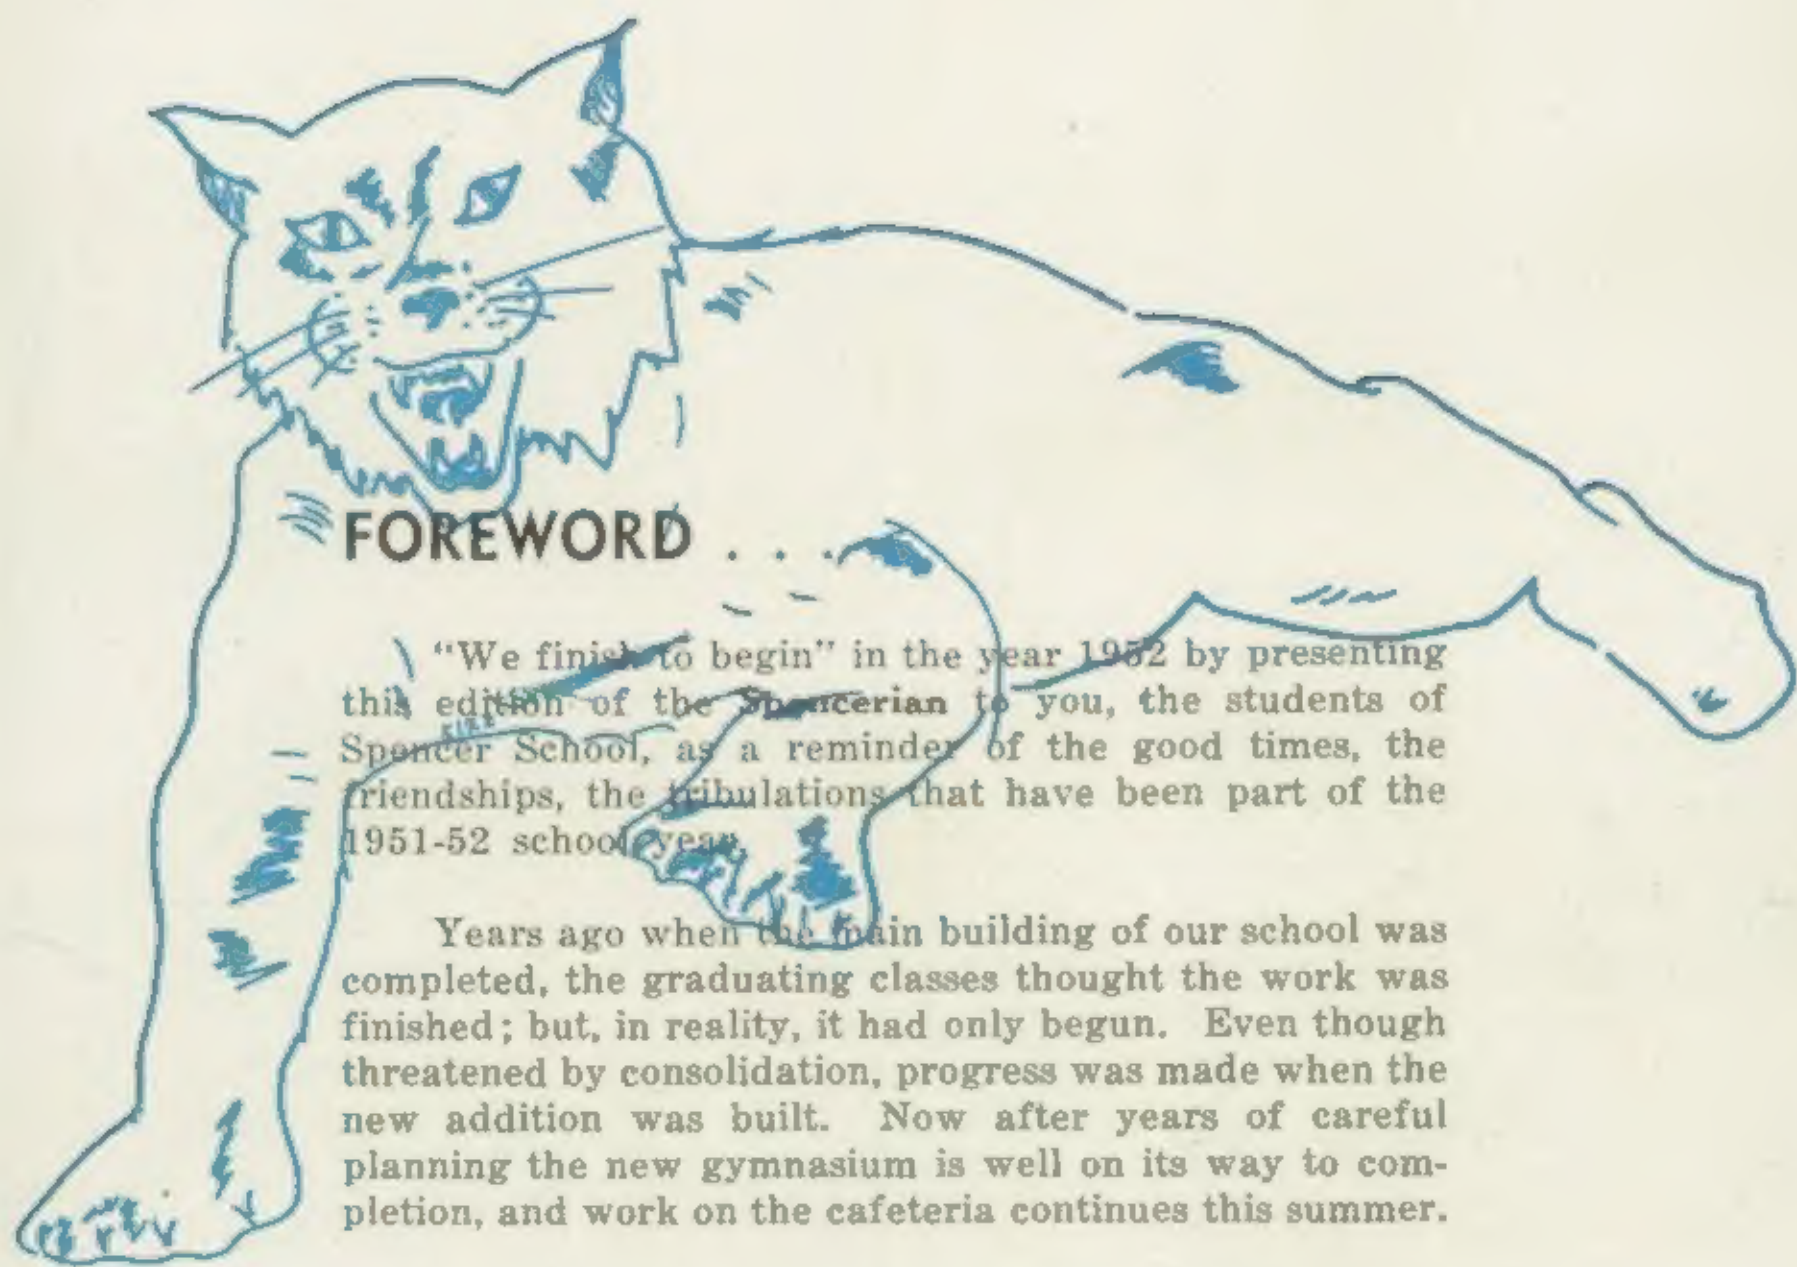 FOREWORD . . .
"We finish to begin" in the year 1952 by presenting
this edition of the Spencerian to you, the students of
Spencer School, as a reminder of the good times, the
friendships, the tribulations that have been part of the
1951-52 school year.
Years ago when the main building of our school was
completed, the graduating classes thought the work was
finished; but, in reality, it had only begun. Even though
threatened by consolidation, progress was made when the
new addition was built. Now after years of careful
planning the new gymnasium is well on its way to com-
pletion, and work on the cafeteria continues this summer.